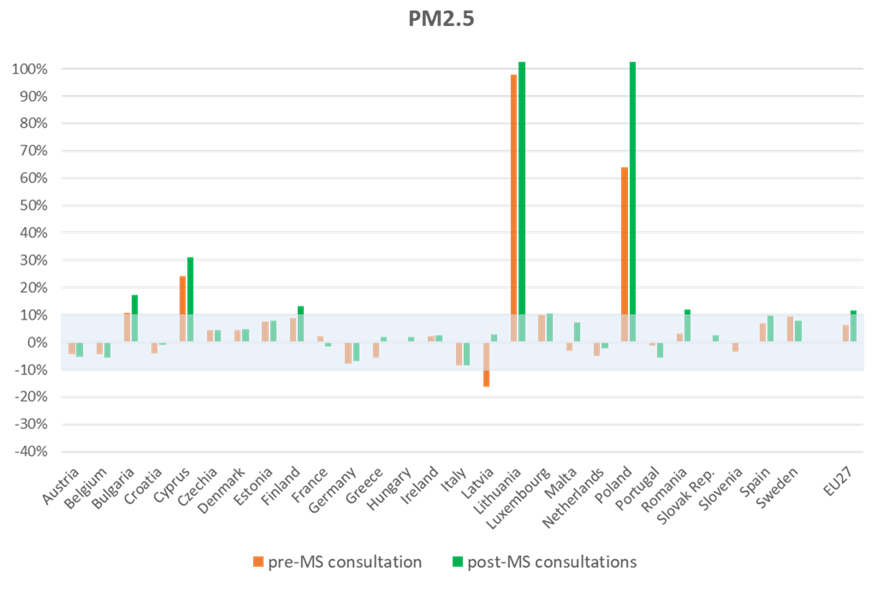 PM2.5
100%
90%
80%
70%
60%
50%
40%
30%
20%
10%
0%
-10%
-20%
-30%
-40%
Austria
Belgium
Bulgaria
Croatia
Cyprus
Czechia
Denmark
Estonia
Finland
France
Germany
Greece
Hungary
Ireland
Italy
Latvia
Lithuania
Luxembourg
Malta
Netherlands
Poland
Portugal
Romania
Slovak Rep.
Slovenia
Spain
Sweden
EU27
pre-MS consultation
post-MS consultations